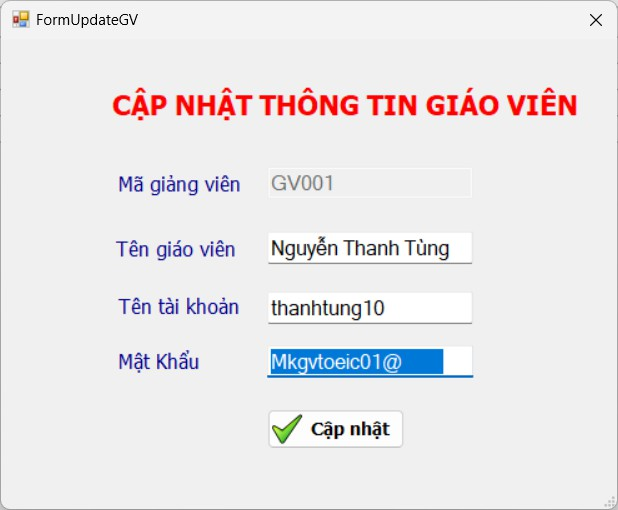 FormUpdateGV
CẬP NHẬT THÔNG TIN GIÁO VIÊN
Mã giảng viên GV001
Tên giáo viên Nguyễn Thanh Tùng
Tên tài khoản thanhtung10
Mật Khẩu Mkgvtoeic01@
Cập nhật